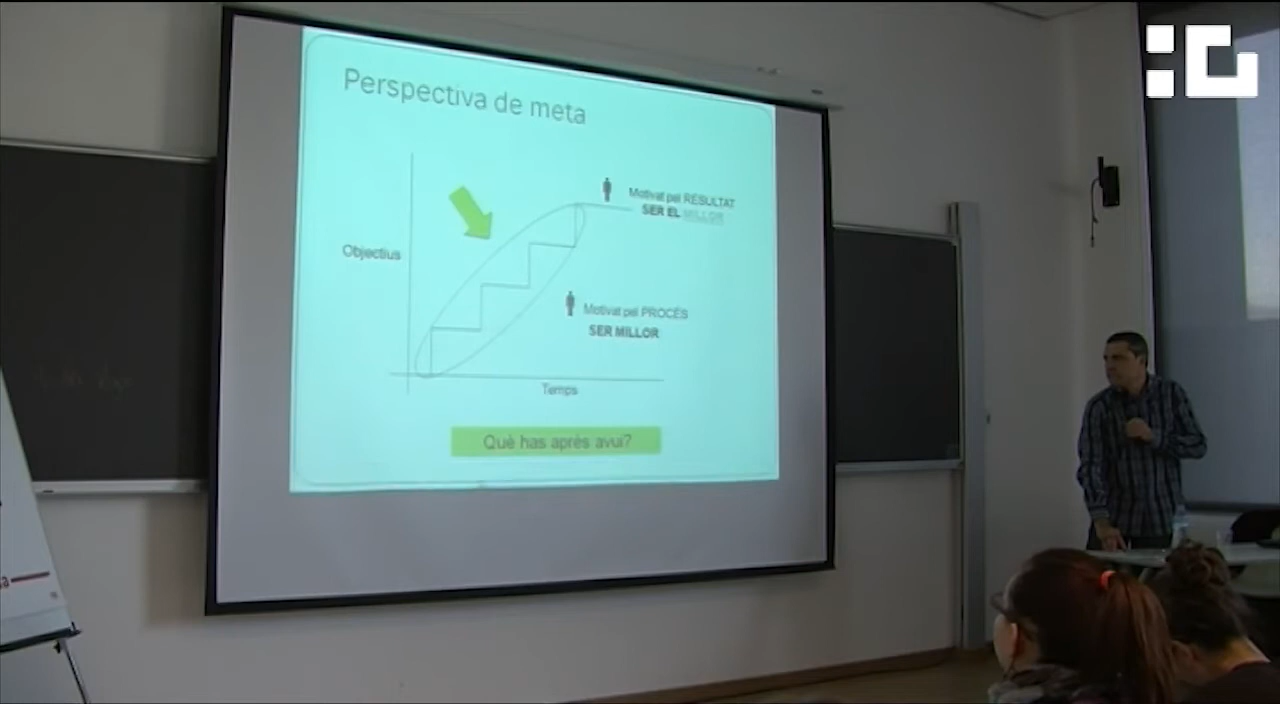 Perspectiva de meta
Motivat pel RESULTAT
SER EL MILLOR
Objectius
Motivat pel PROCÉS
SER MILLOR
Temps
Què has après avui?